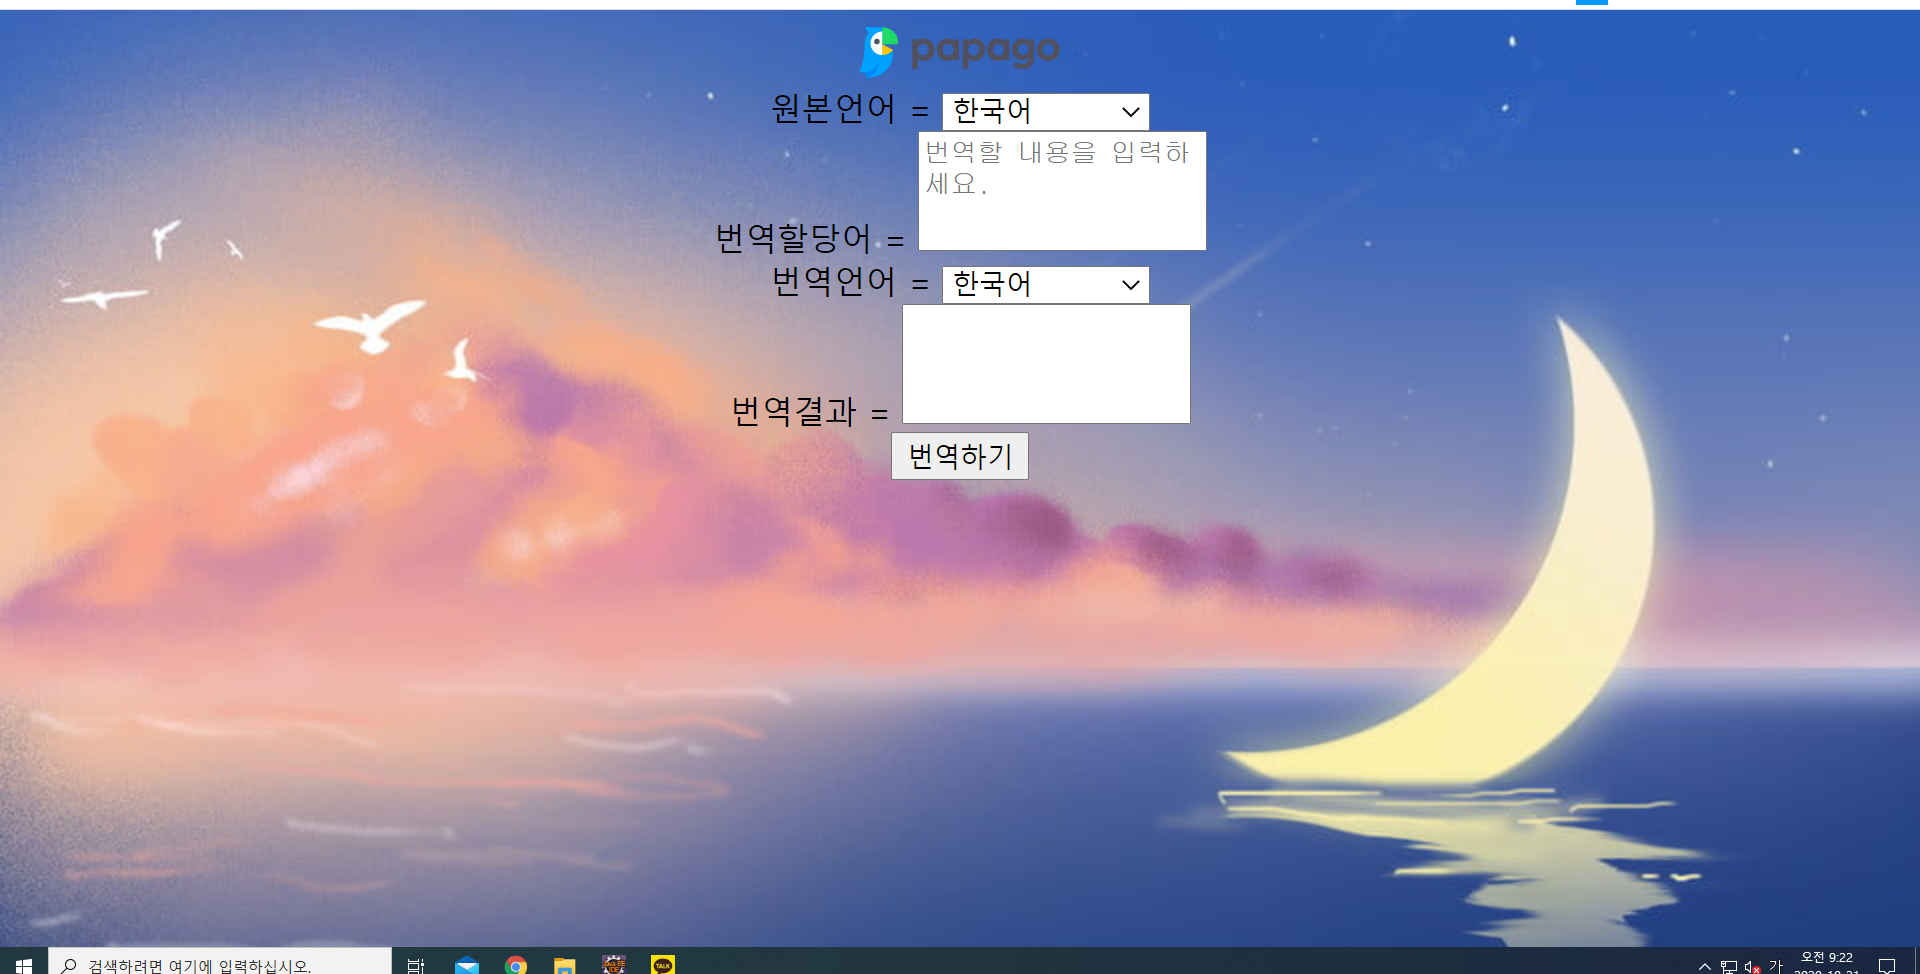 papago
원본언어 = 한국어
번역할 내용을 입력하
세요.
번역할당어 =
번역언어 = 한국어
번역결과 =
번역하기
검색하려면 여기에 입력하십시오.
TALK
가
오전 9:22